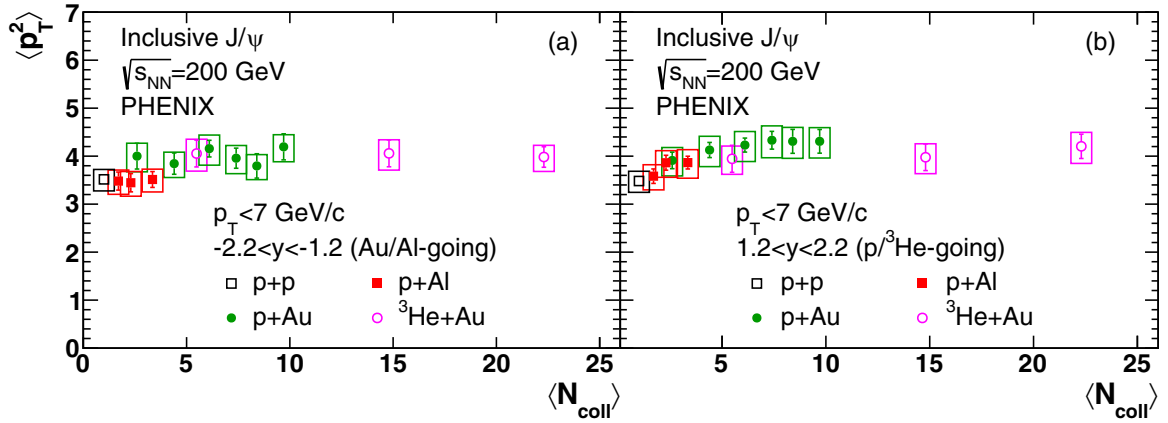 ⟨p_T^2⟩
7
6
5
4
3
2
1
0
Inclusive J/ψ
(a)
√s_NN=200 GeV
PHENIX
p_T<7 GeV/c
-2.2<y<-1.2 (Au/Al-going)
p+p
p+Al
p+Au
^3He+Au
0 5 10 15 20 25
⟨N_coll⟩
Inclusive J/ψ
(b)
√s_NN=200 GeV
PHENIX
p_T<7 GeV/c
1.2<y<2.2 (p/^3He-going)
p+p
p+Al
p+Au
^3He+Au
5 10 15 20 25
⟨N_coll⟩